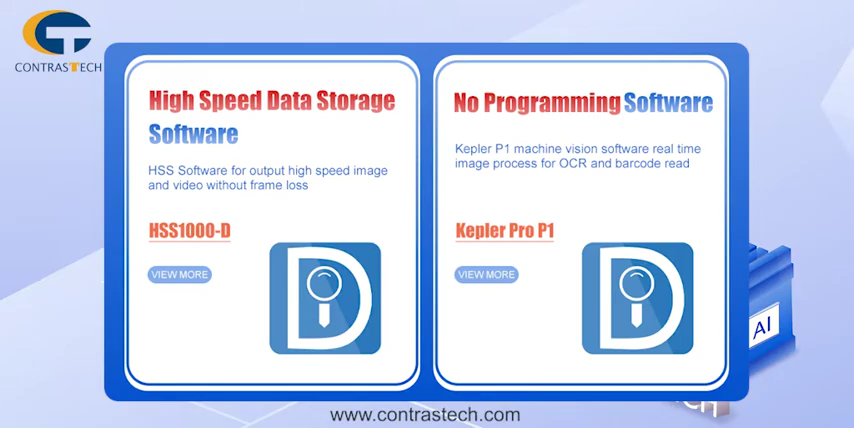 CONTRASTECH
High Speed Data Storage
Software
HSS Software for output high speed image
and video without frame loss
HSS1000-D
VIEW MORE
D
No Programming Software
Kepler P1 machine vision software real time
image process for OCR and barcode read
Kepler Pro P1
VIEW MORE
D
AI
www.contrastech.com